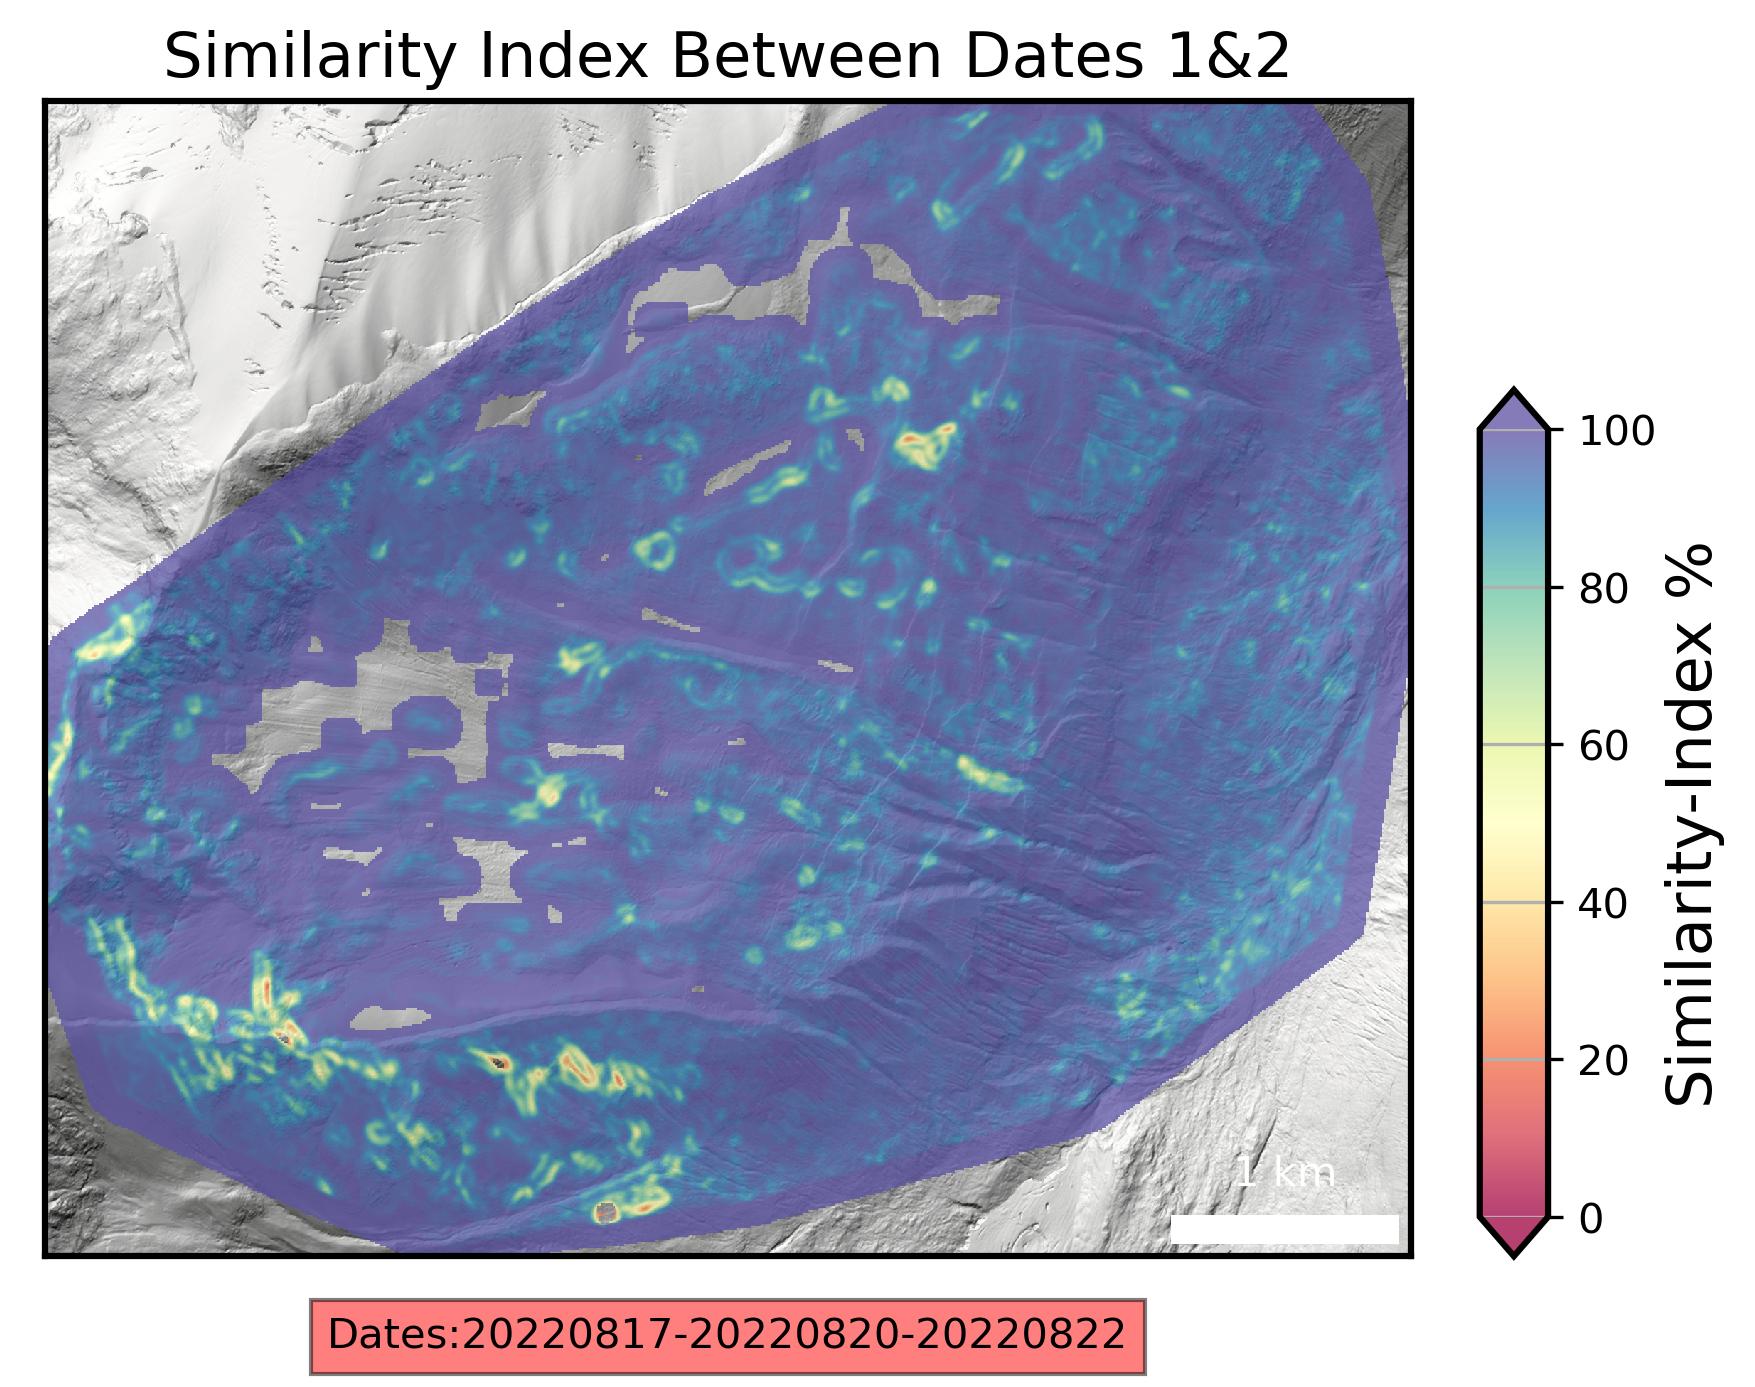 Similarity Index Between Dates 1&2
100
80
60
40
20
0
Similarity-Index %
1 km
Dates:20220817-20220820-20220822